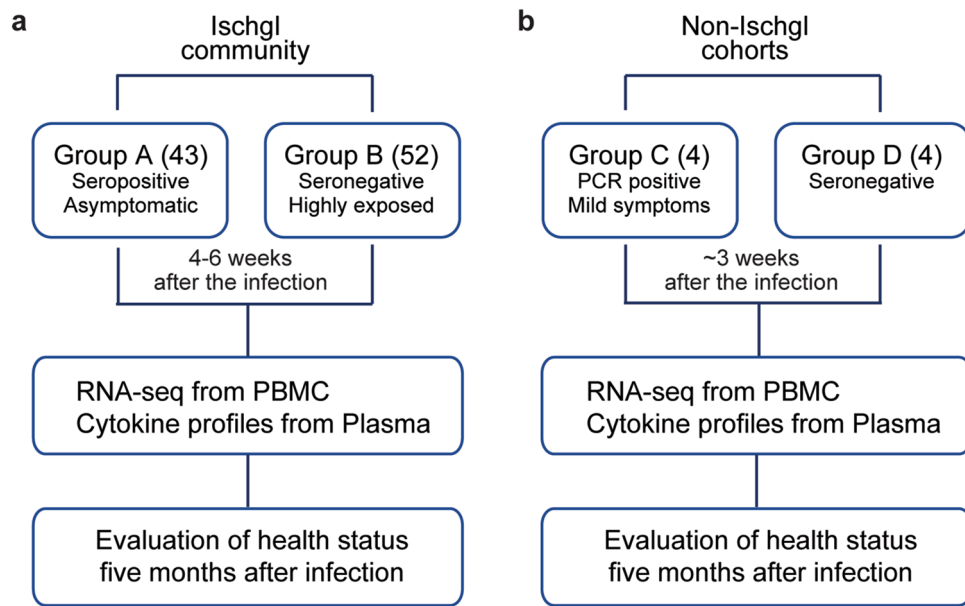 a
Ischgl
community
Group A (43)
Seropositive
Asymptomatic
Group B (52)
Seronegative
Highly exposed
4-6 weeks
after the infection
RNA-seq from PBMC
Cytokine profiles from Plasma
Evaluation of health status
five months after infection
b
Non-Ischgl
cohorts
Group C (4)
PCR positive
Mild symptoms
Group D (4)
Seronegative
~3 weeks
after the infection
RNA-seq from PBMC
Cytokine profiles from Plasma
Evaluation of health status
five months after infection